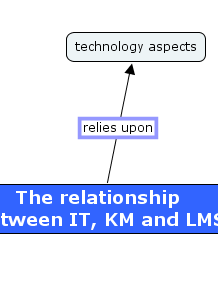 technology aspects
relies upon
The relationship
tween IT, KM and LMS